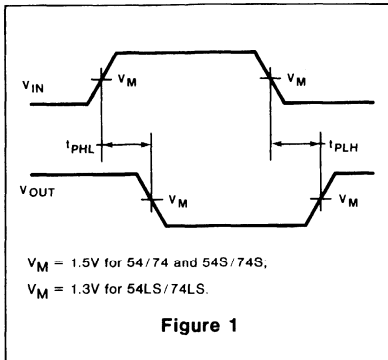 V_IN
V_M
V_M
t_PHL
t_PLH
V_OUT
V_M
V_M
V_M = 1.5V for 54/74 and 54S/74S,
V_M = 1.3V for 54LS/74LS.
Figure 1